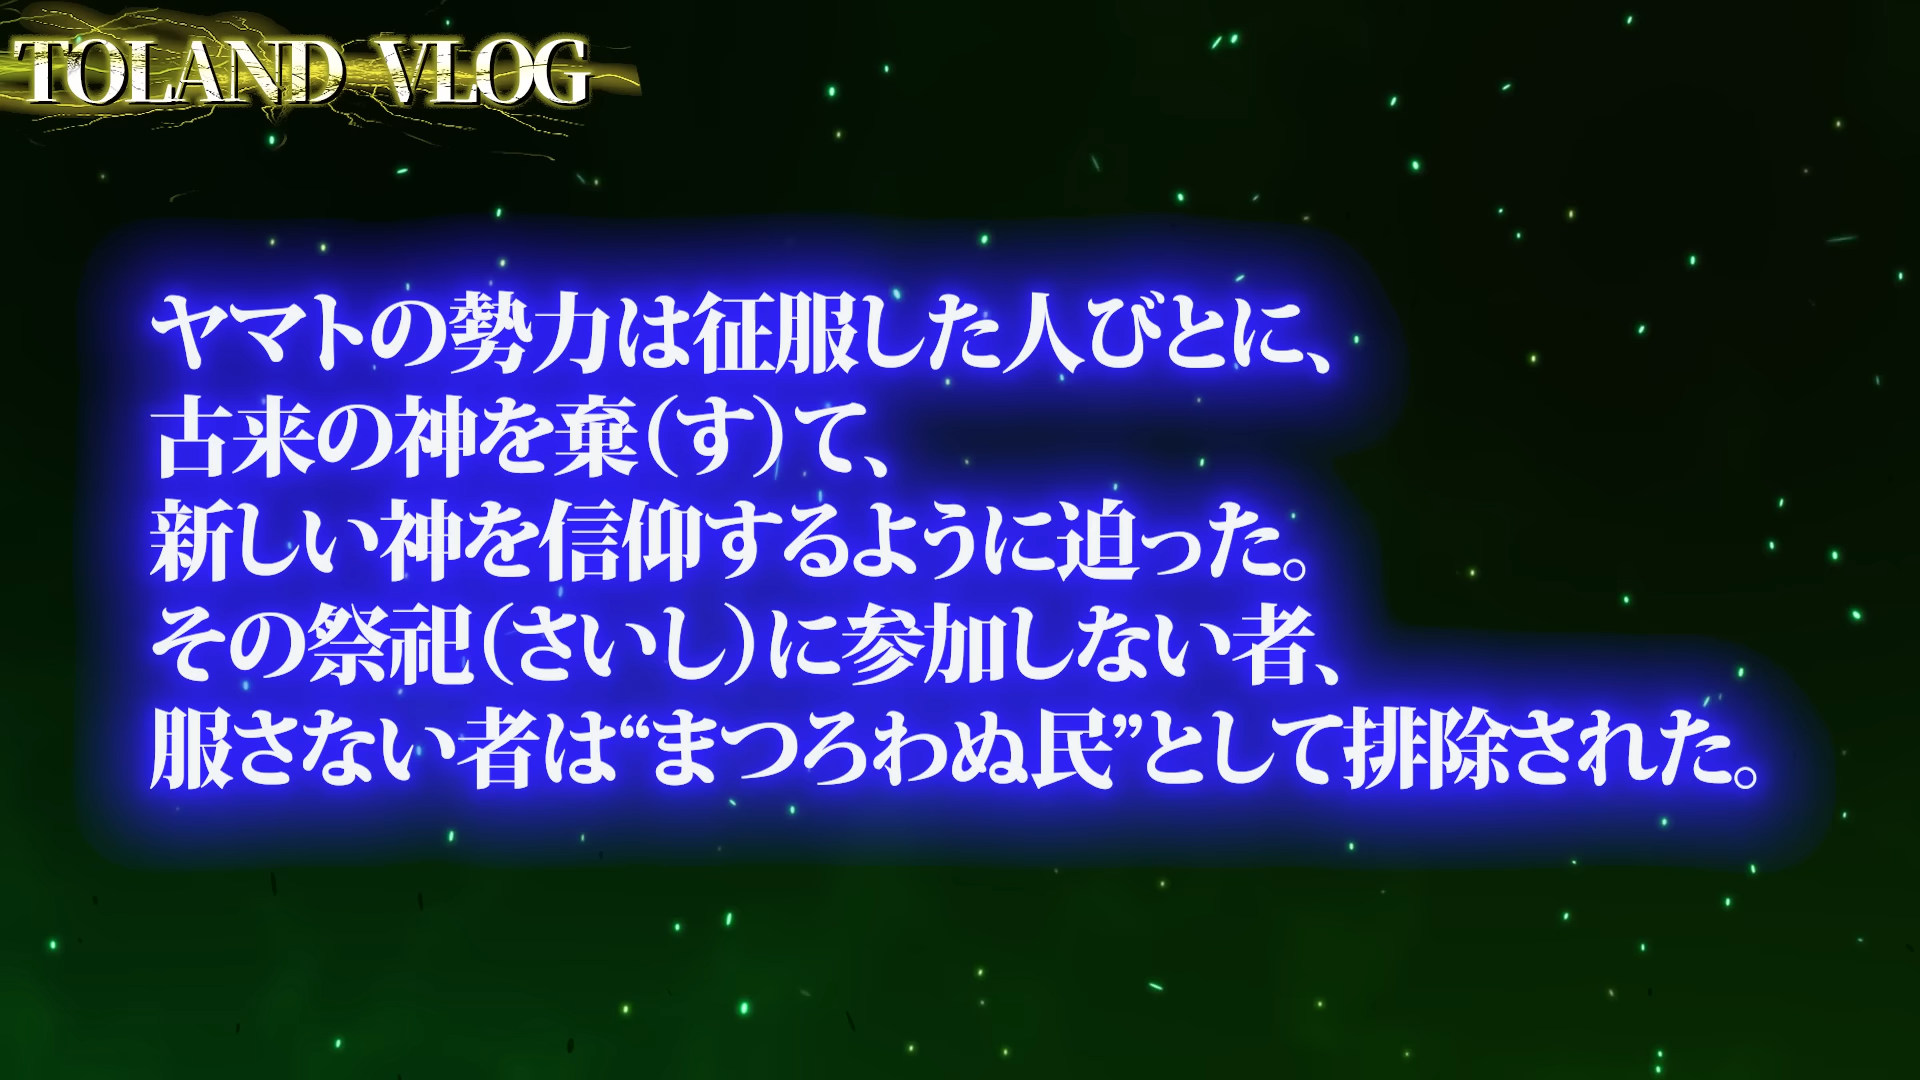 TOLAND VLOG
ヤマトの勢力は征服した人びとに、
古来の神を棄(す)て、
新しい神を信仰するように迫った。
その祭祀(さいし)に参加しない者、
服さない者は“まつろわぬ民”として排除された。